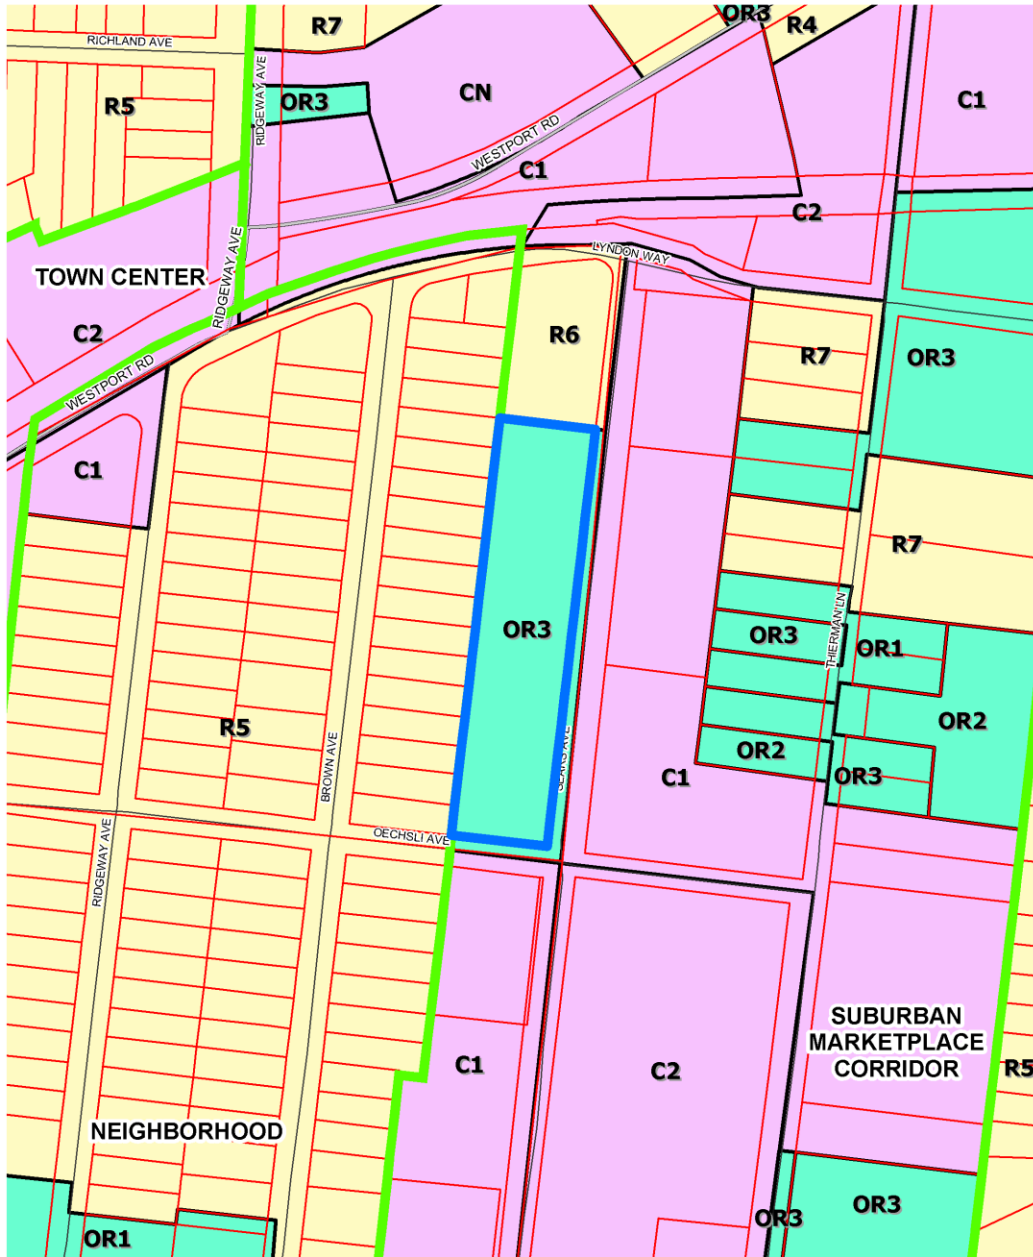 OR3
R7
R4
RICHLAND AVE
RIDGEWAY AVE
CN
C1
OR3
R5
WESTPORT RD
C1
C2
RIDGEWAY AVE
LYNDON WAY
TOWN CENTER
C2
R6
R7
OR3
WESTPORT RD
C1
R7
OR3
OR3
THIERMAN LN
OR1
R5
OR2
BROWN AVE
SEARS AVE
OR2
C1
OR3
OECHSLI AVE
RIDGEWAY AVE
SUBURBAN
MARKETPLACE
CORRIDOR
C1
C2
R5
NEIGHBORHOOD
OR3
OR3
OR1